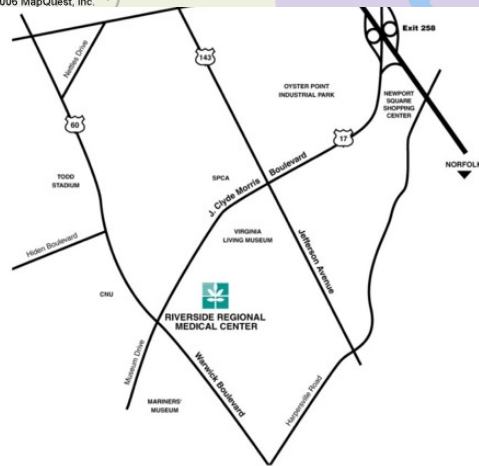 2006 MapQuest, Inc.
Exit 258
143
Nettles Drive
OYSTER POINT
INDUSTRIAL PARK
NEWPORT
SQUARE
SHOPPING
CENTER
60
17
NORFOLK
TODD
STADIUM
SPCA
J. Clyde Morris Boulevard
VIRGINIA
LIVING MUSEUM
Hiden Boulevard
Jefferson Avenue
CNU
RIVERSIDE REGIONAL
MEDICAL CENTER
Museum Drive
Warwick Boulevard
Harpersville Road
MARINERS'
MUSEUM